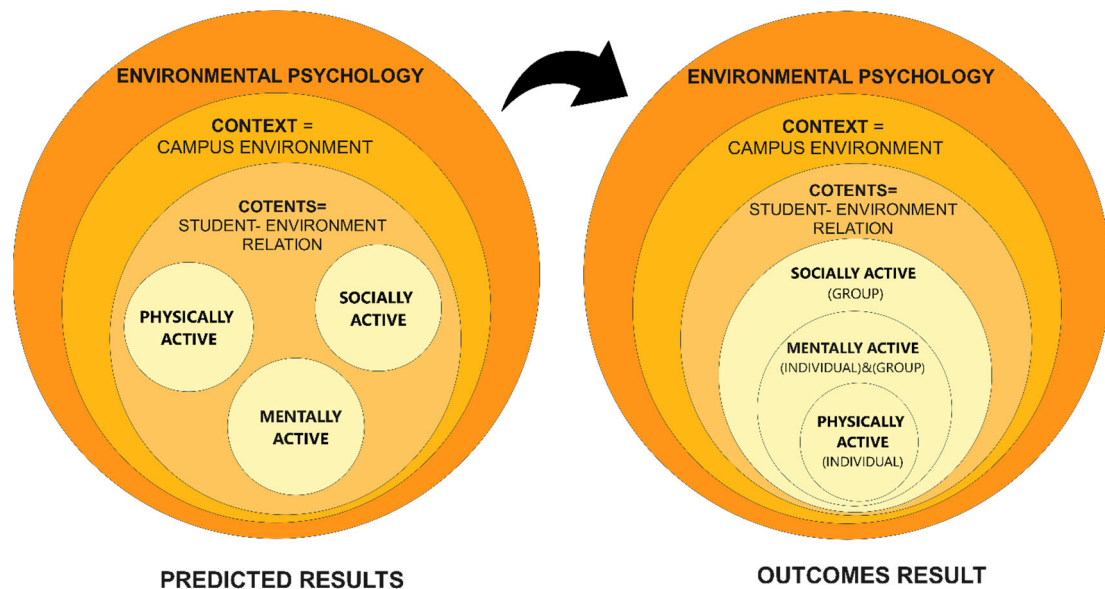 ENVIRONMENTAL PSYCHOLOGY
CONTEXT =
CAMPUS ENVIRONMENT
COTENTS=
STUDENT- ENVIRONMENT
RELATION
PHYSICALLY
ACTIVE
SOCIALLY
ACTIVE
MENTALLY
ACTIVE
PREDICTED RESULTS
ENVIRONMENTAL PSYCHOLOGY
CONTEXT =
CAMPUS ENVIRONMENT
COTENTS=
STUDENT- ENVIRONMENT
RELATION
SOCIALLY ACTIVE
(GROUP)
MENTALLY ACTIVE
(INDIVIDUAL)&(GROUP)
PHYSICALLY
ACTIVE
(INDIVIDUAL)
OUTCOMES RESULT